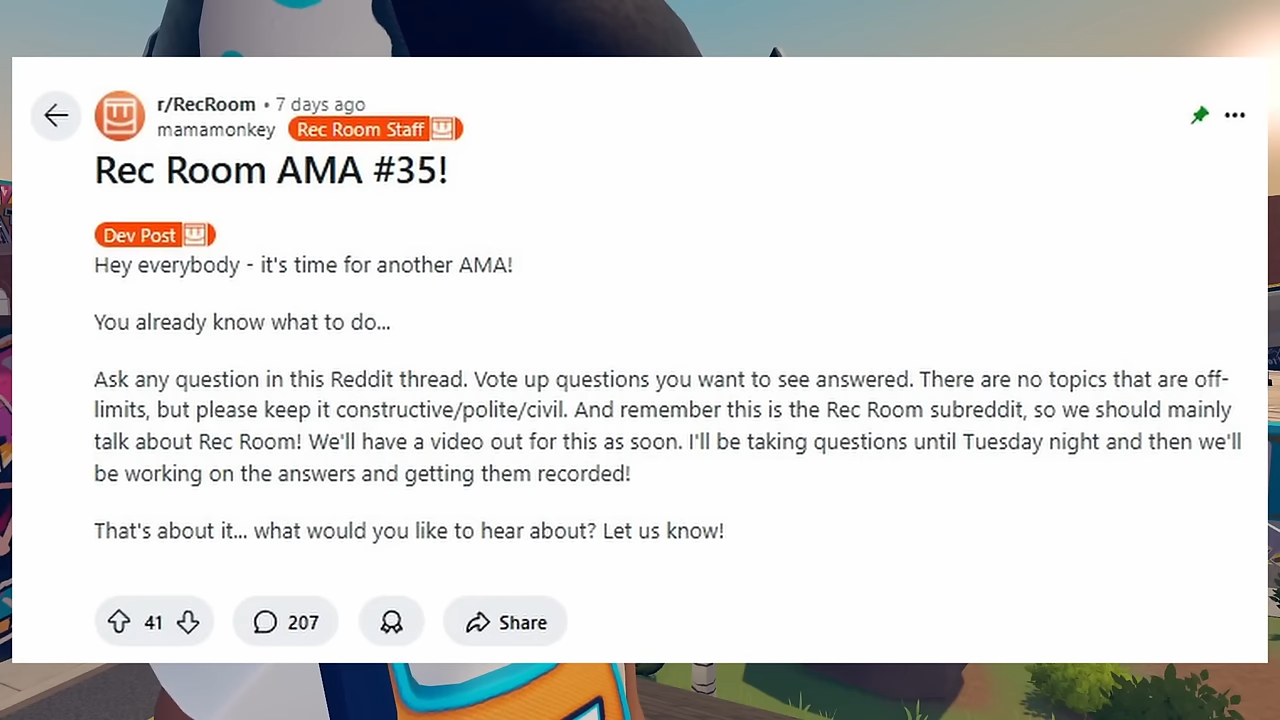 r/RecRoom • 7 days ago
mamamonkey Rec Room Staff
Rec Room AMA #35!
Dev Post
Hey everybody - it's time for another AMA!
You already know what to do...
Ask any question in this Reddit thread. Vote up questions you want to see answered. There are no topics that are off-
limits, but please keep it constructive/polite/civil. And remember this is the Rec Room subreddit, so we should mainly
talk about Rec Room! We'll have a video out for this as soon. I'll be taking questions until Tuesday night and then we'll
be working on the answers and getting them recorded!
That's about it... what would you like to hear about? Let us know!
41 207 Share